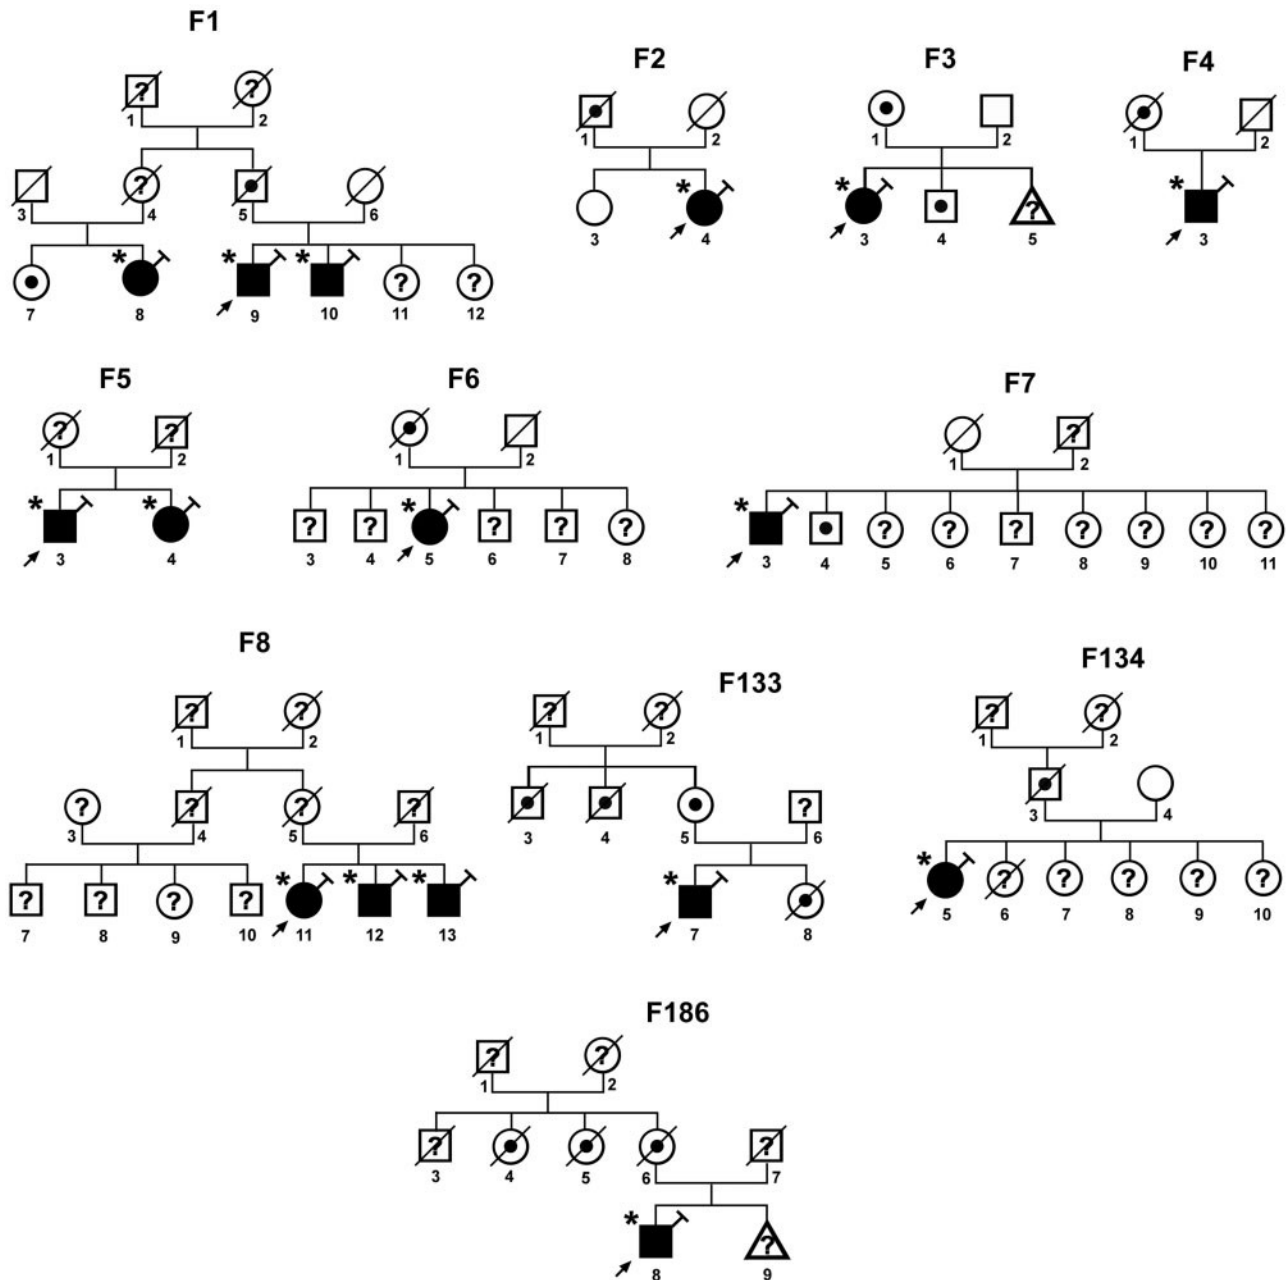 F1
? ?
1 2
? 
3 4 5 6
* * * ? ?
7 8 9 10 11 12
F2
1 2
*
3 4
F3
1 2
* ?
3 4 5
F4
1 2
*
3
F5
? ?
1 2
* *
3 4
F6
1 2
? ? * ? ? ?
3 4 5 6 7 8
F7
?
1 2
* ? ? ? ? ? ? ?
3 4 5 6 7 8 9 10 11
F8
? ?
1 2
? ? ? ?
3 4 5 6
? ? ? ? * * *
7 8 9 10 11 12 13
F133
? ?
1 2
?
3 4 5 6
*
7 8
F134
? ?
1 2
3 4
* ? ? ? ? ?
5 6 7 8 9 10
F186
? ?
1 2
? ?
3 4 5 6 7
* ?
8 9